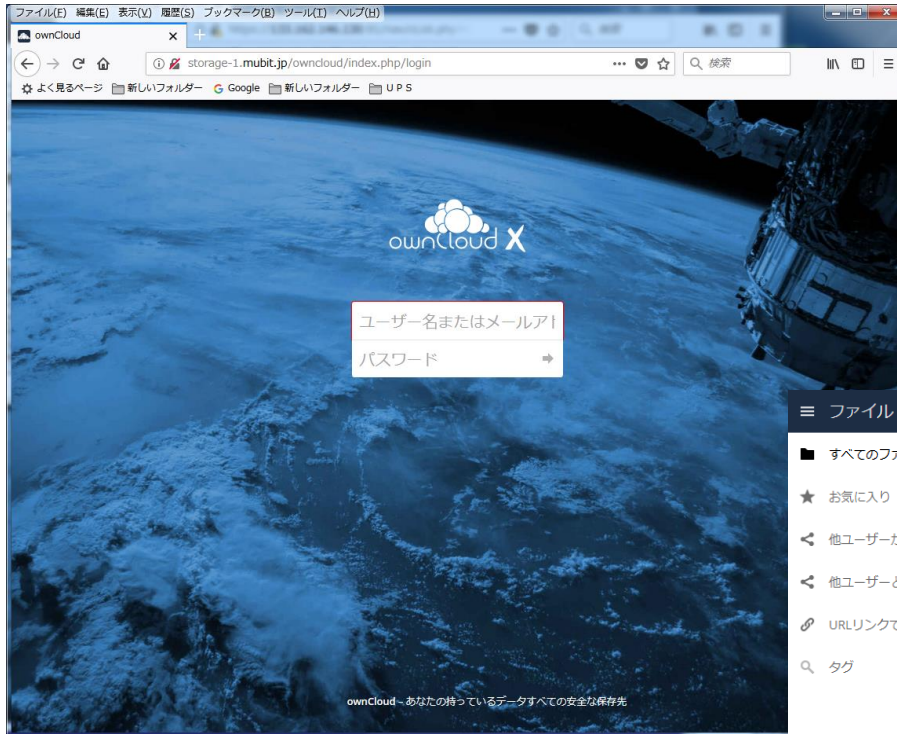 ファイル(F) 編集(E) 表示(V) 履歴(S) ブックマーク(B) ツール(T) ヘルプ(H)
ownCloud
storage-1.mubit.jp/owncloud/index.php/login
検索
よく見るページ 新しいフォルダー Google 新しいフォルダー UPS
ownCloud X
ユーザー名またはメールアド
パスワード
ファイル
すべてのファ
お気に入り
他ユーザーが
他ユーザーと
URLリンクで
タグ
ownCloud – あなたの持っているデータすべての安全な保存先